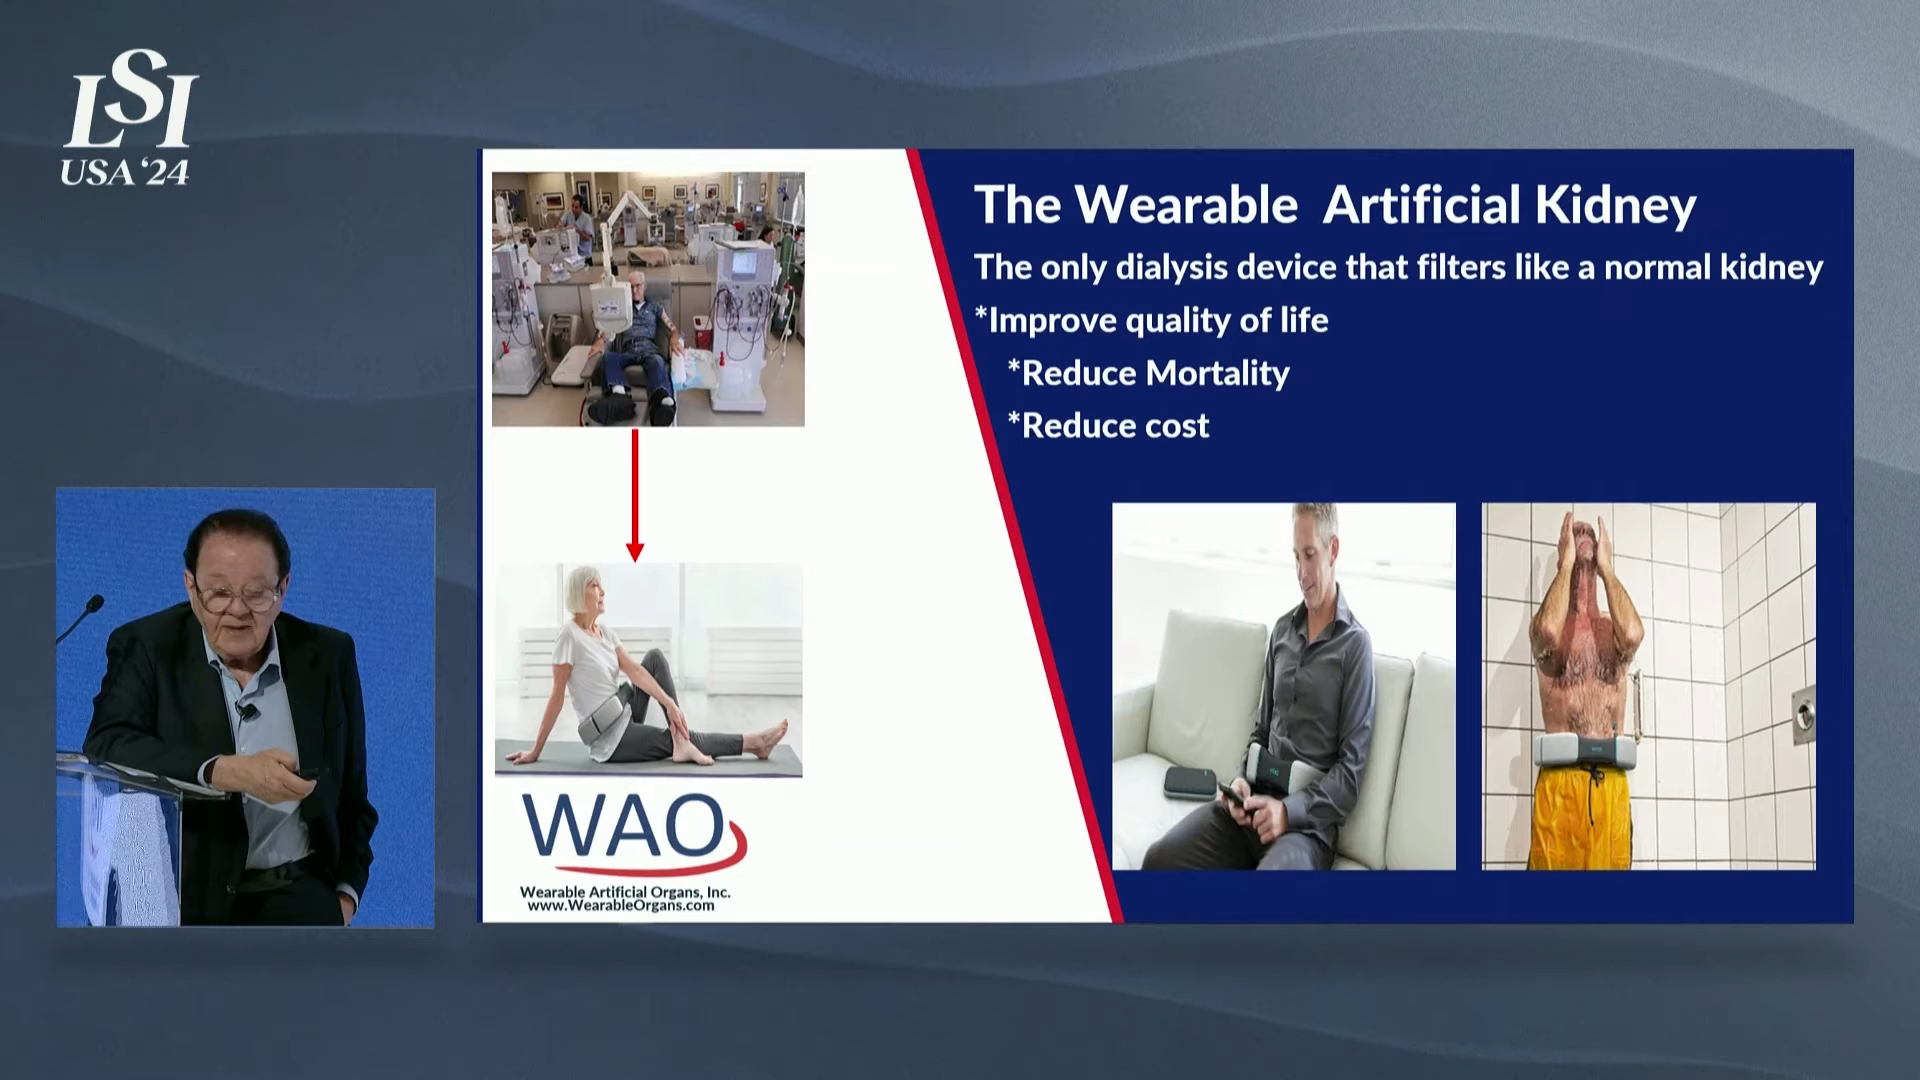 LSI
USA '24
The Wearable Artificial Kidney
The only dialysis device that filters like a normal kidney
*Improve quality of life
*Reduce Mortality
*Reduce cost
WAO
Wearable Artificial Organs, Inc.
www.WearableOrgans.com